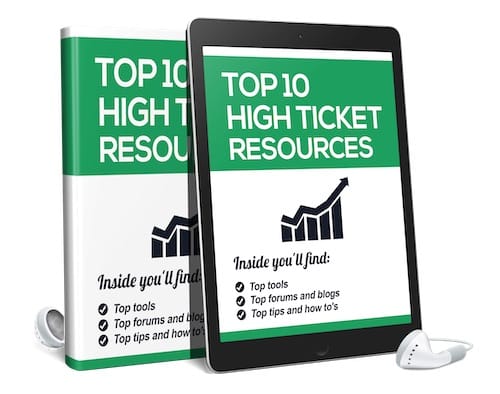 TOP 10
HIGH T
RESOU
Inside you'll find:
Top tools
Top forums and blogs
Top tips and how to's
TOP 10
HIGH TICKET
RESOURCES
Inside you'll find:
Top tools
Top forums and blogs
Top tips and how to's